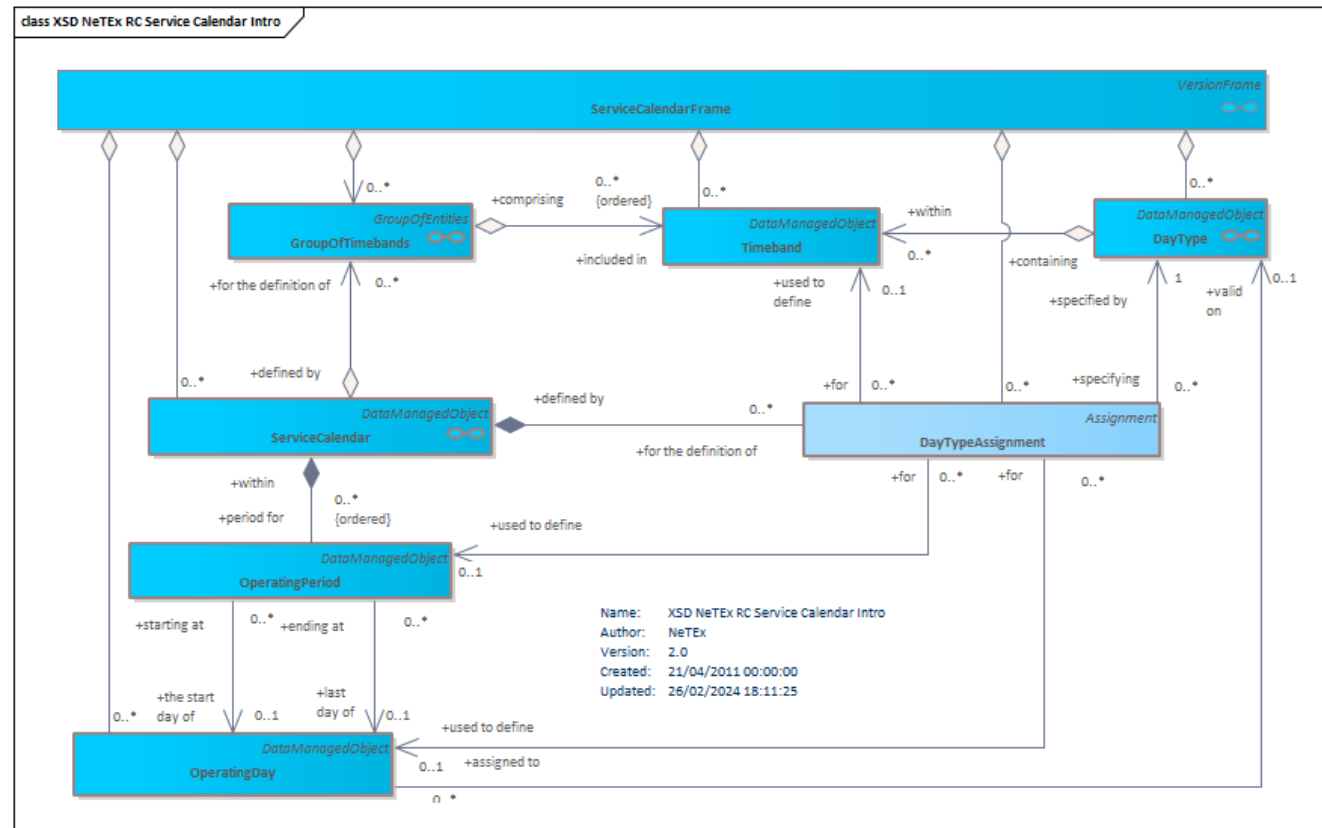 class XSD NeTEx RC Service Calendar Intro
VersionFrame
ServiceCalendarFrame
0..*
+comprising
0..*
{ordered}
0..*
0..*
GroupOfEntities
GroupOfTimebands
DataManagedObject
Timeband
+within
DataManagedObject
DayType
+included in
0..*
+containing
+for the definition of
0..*
+used to
define
0..1
+specified by
1
+valid
on
0..1
0..*
+defined by
+for
0..*
0..*
+specifying
0..*
DataManagedObject
ServiceCalendar
+defined by
0..*
Assignment
DayTypeAssignment
+for the definition of
+within
+period for
0..*
{ordered}
+for
0..*
+for
0..*
+used to define
DataManagedObject
OperatingPeriod
0..1
+starting at
0..*
+ending at
0..*
Name: XSD NeTEx RC Service Calendar Intro
Author: NeTEx
Version: 2.0
Created: 21/04/2011 00:00:00
Updated: 26/02/2024 18:11:25
+the start
day of
0..1
+last
day of
0..1
0..*
+used to define
DataManagedObject
OperatingDay
0..1
+assigned to
0..*